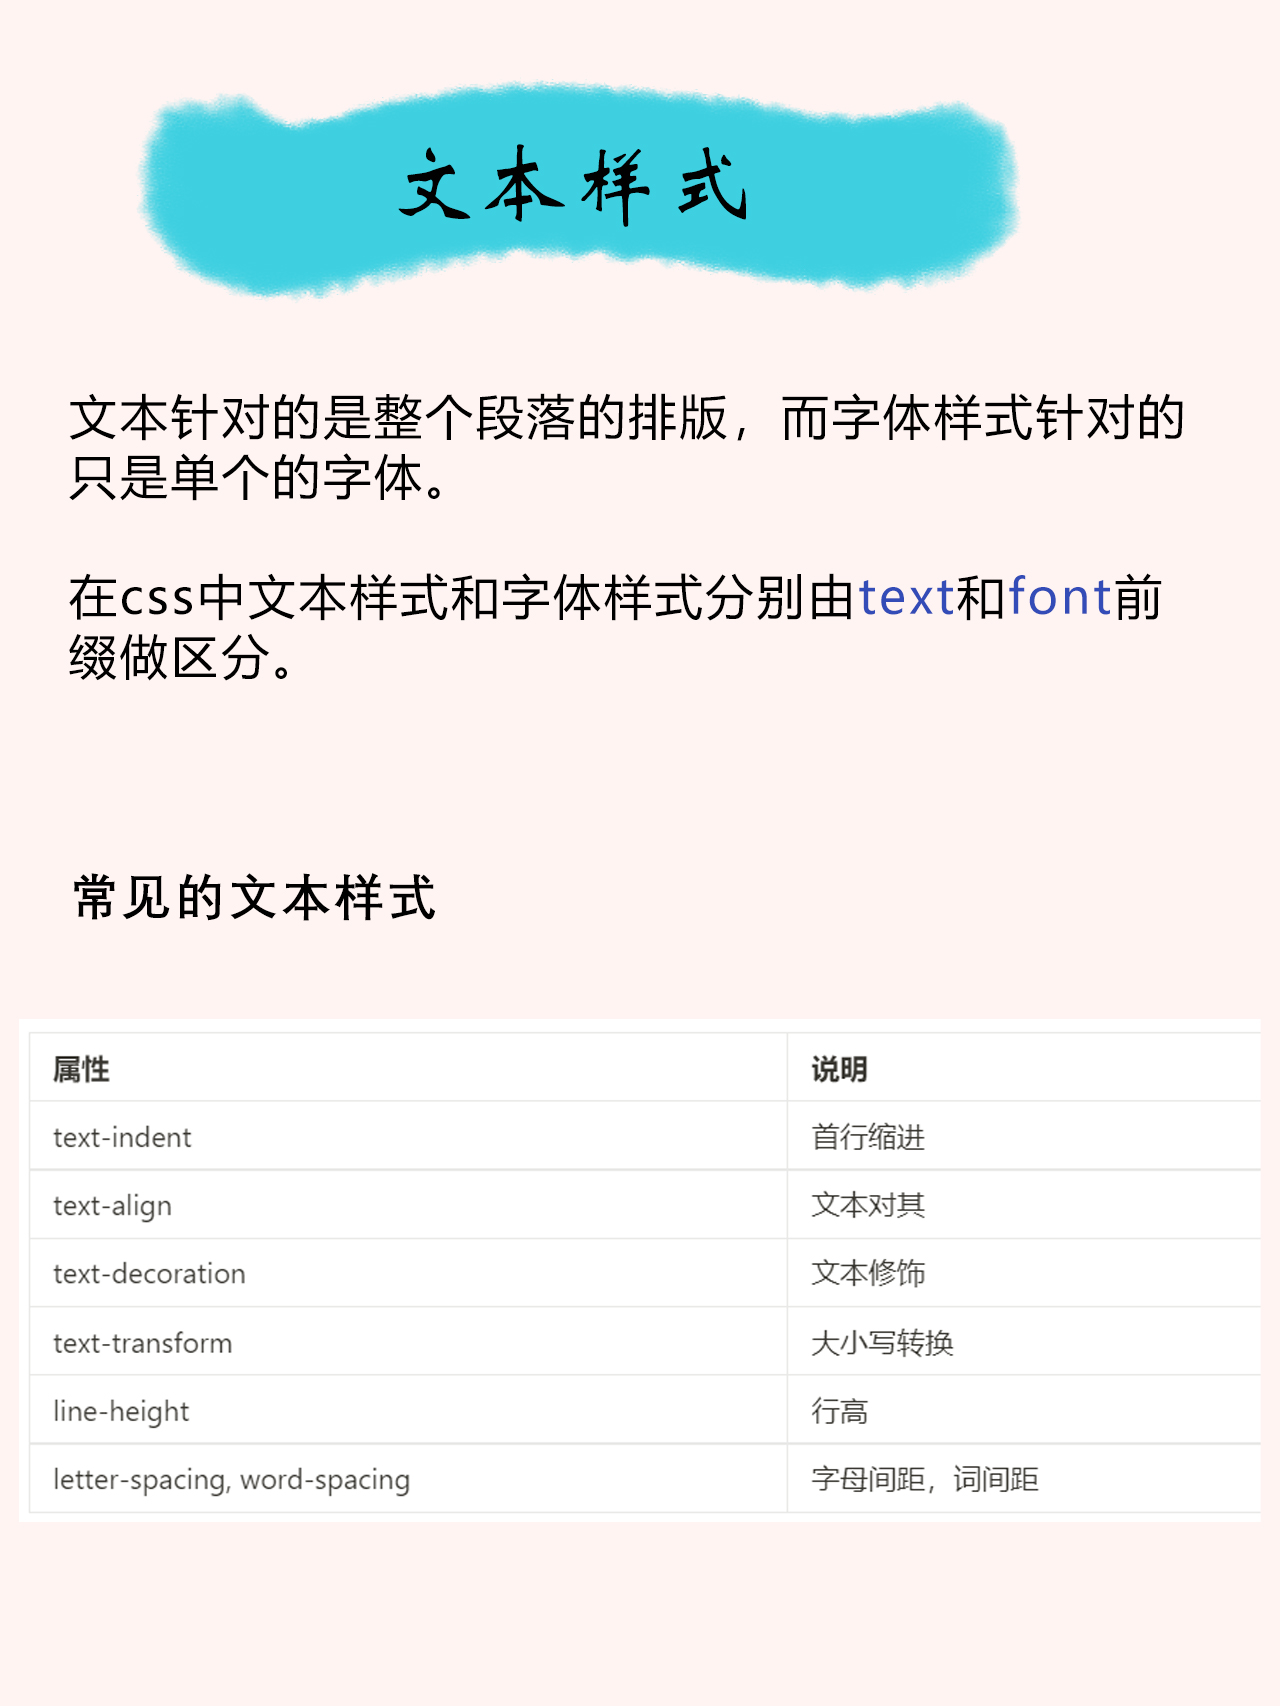 文本样式
文本针对的是整个段落的排版，而字体样式针对的
只是单个的字体。
在css中文本样式和字体样式分别由text和font前
缀做区分。
常见的文本样式
属性 说明
text-indent 首行缩进
text-align 文本对其
text-decoration 文本修饰
text-transform 大小写转换
line-height 行高
letter-spacing, word-spacing 字母间距，词间距